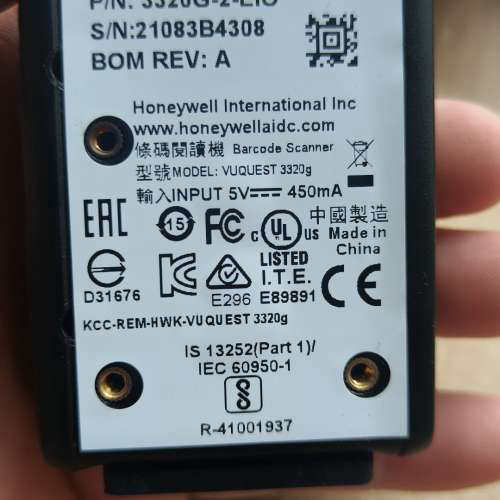 P/N: 3320G-2-EIO
S/N:21083B4308
BOM REV: A
Honeywell International Inc
www.honeywellaidc.com
條碼閱讀機 Barcode Scanner
型號MODEL: VUQUEST 3320g
輸入INPUT 5V 450mA
EAC 15 FC c UL us 中國製造
Made in
China
LISTED
I.T.E.
D31676 E296 E89891 CE
KCC-REM-HWK-VUQUEST 3320g
IS 13252(Part 1)/
IEC 60950-1
R-41001937